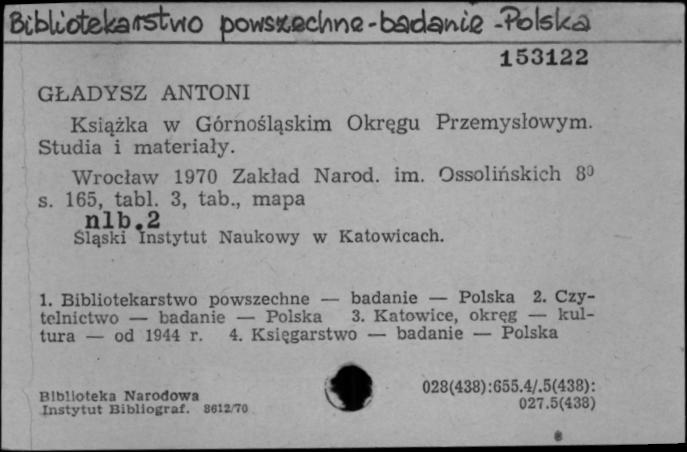 Bibliotekarstwo powszechne - badanie - Polska
153122
GŁADYSZ ANTONI
Książka w Górnośląskim Okręgu Przemysłowym.
Studia i materiały.
Wrocław 1970 Zakład Narod. im. Ossolińskich 8⁰
s. 165, tabl. 3, tab., mapa
nlb.2
Śląski Instytut Naukowy w Katowicach.
1. Bibliotekarstwo powszechne — badanie — Polska 2. Czy-
telnictwo — badanie — Polska 3. Katowice, okręg — kul-
tura — od 1944 r. 4. Księgarstwo — badanie — Polska
Biblioteka Narodowa
Instytut Bibliograf. 8612/70
028(438):655.4/.5(438):
027.5(438)